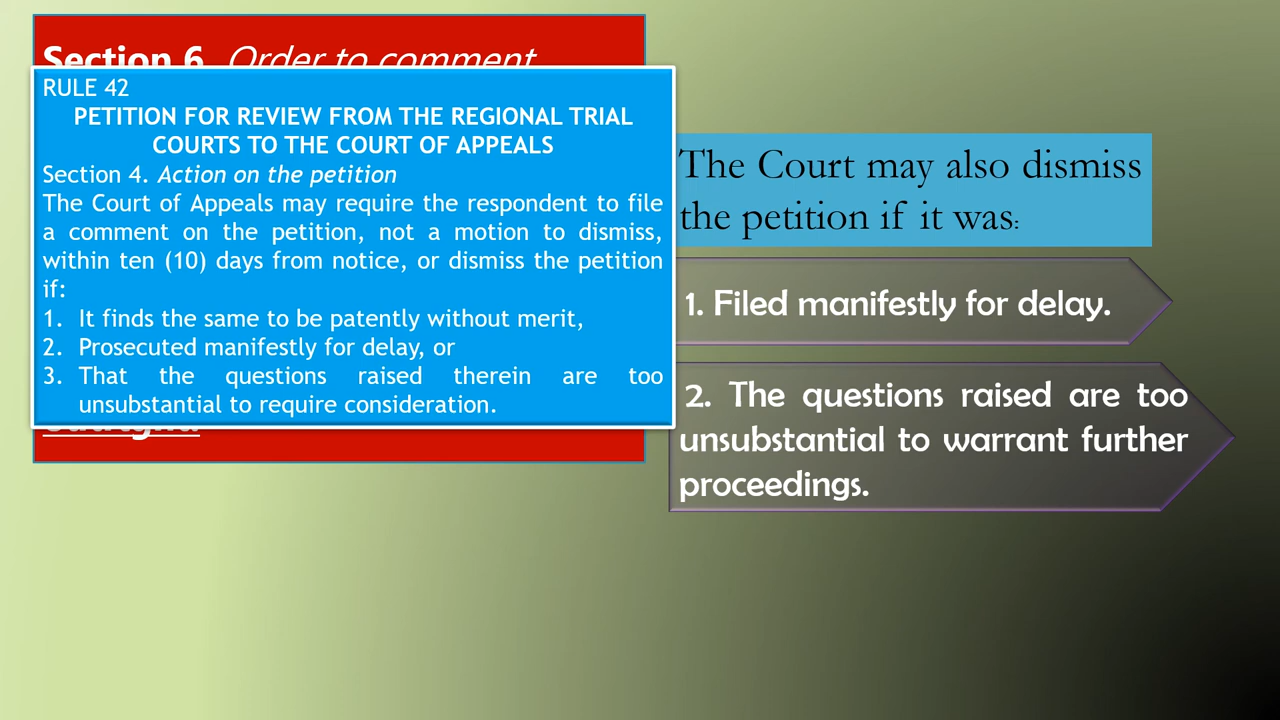 Section 6. Order to comment
RULE 42
PETITION FOR REVIEW FROM THE REGIONAL TRIAL
COURTS TO THE COURT OF APPEALS
Section 4. Action on the petition
The Court of Appeals may require the respondent to file
a comment on the petition, not a motion to dismiss,
within ten (10) days from notice, or dismiss the petition
if:
1. It finds the same to be patently without merit,
2. Prosecuted manifestly for delay, or
3. That the questions raised therein are too
unsubstantial to require consideration.
The Court may also dismiss
the petition if it was:
1. Filed manifestly for delay.
2. The questions raised are too
unsubstantial to warrant further
proceedings.